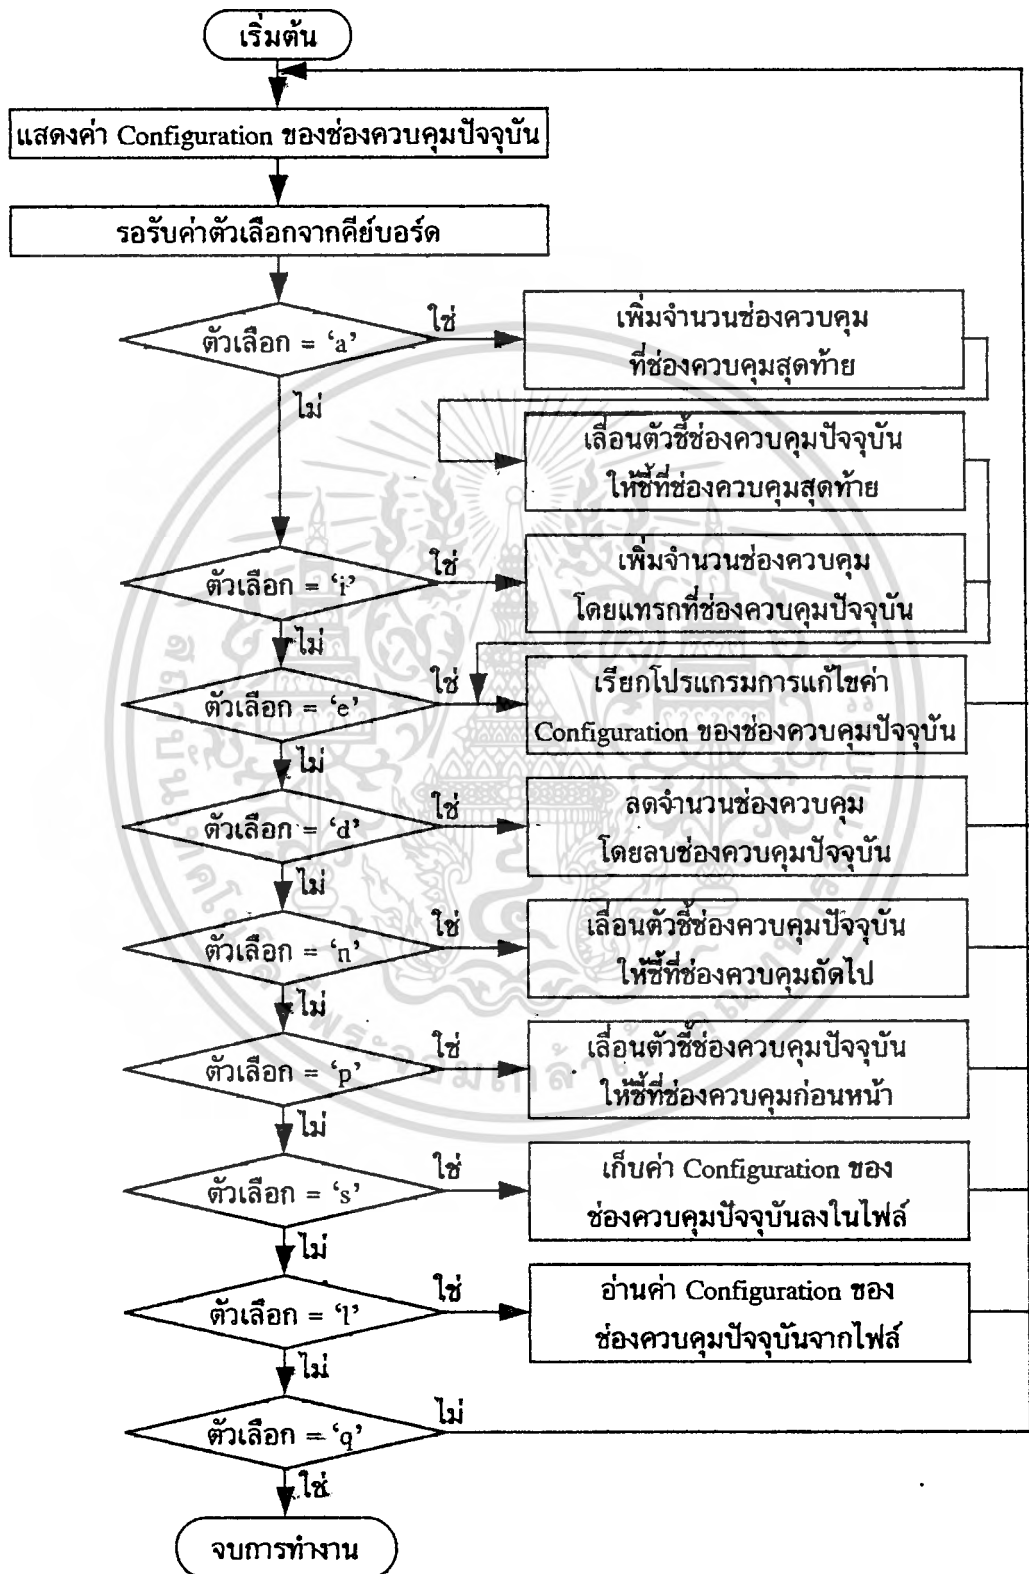 เริ่มต้น
แสดงค่า Configuration ของช่องควบคุมปัจจุบัน
รอรับค่าตัวเลือกจากคีย์บอร์ด
ตัวเลือก = ‘a’
ใช่
เพิ่มจำนวนช่องควบคุม
ที่ช่องควบคุมสุดท้าย
ไม่
เลื่อนตัวชี้ช่องควบคุมปัจจุบัน
ให้ชี้ที่ช่องควบคุมสุดท้าย
ตัวเลือก = ‘i’
ใช่
เพิ่มจำนวนช่องควบคุม
โดยแทรกที่ช่องควบคุมปัจจุบัน
ไม่
ตัวเลือก = ‘e’
ใช่
เรียกโปรแกรมการแก้ไขค่า
Configuration ของช่องควบคุมปัจจุบัน
ไม่
ตัวเลือก = ‘d’
ใช่
ลดจำนวนช่องควบคุม
โดยลบช่องควบคุมปัจจุบัน
ไม่
ตัวเลือก = ‘n’
ใช่
เลื่อนตัวชี้ช่องควบคุมปัจจุบัน
ให้ชี้ที่ช่องควบคุมถัดไป
ไม่
ตัวเลือก = ‘p’
ใช่
เลื่อนตัวชี้ช่องควบคุมปัจจุบัน
ให้ชี้ที่ช่องควบคุมก่อนหน้า
ไม่
ตัวเลือก = ‘s’
ใช่
เก็บค่า Configuration ของ
ช่องควบคุมปัจจุบันลงในไฟล์
ไม่
ตัวเลือก = ‘l’
ใช่
อ่านค่า Configuration ของ
ช่องควบคุมปัจจุบันจากไฟล์
ไม่
ตัวเลือก = ‘q’
ไม่
ใช่
จบการทำงาน